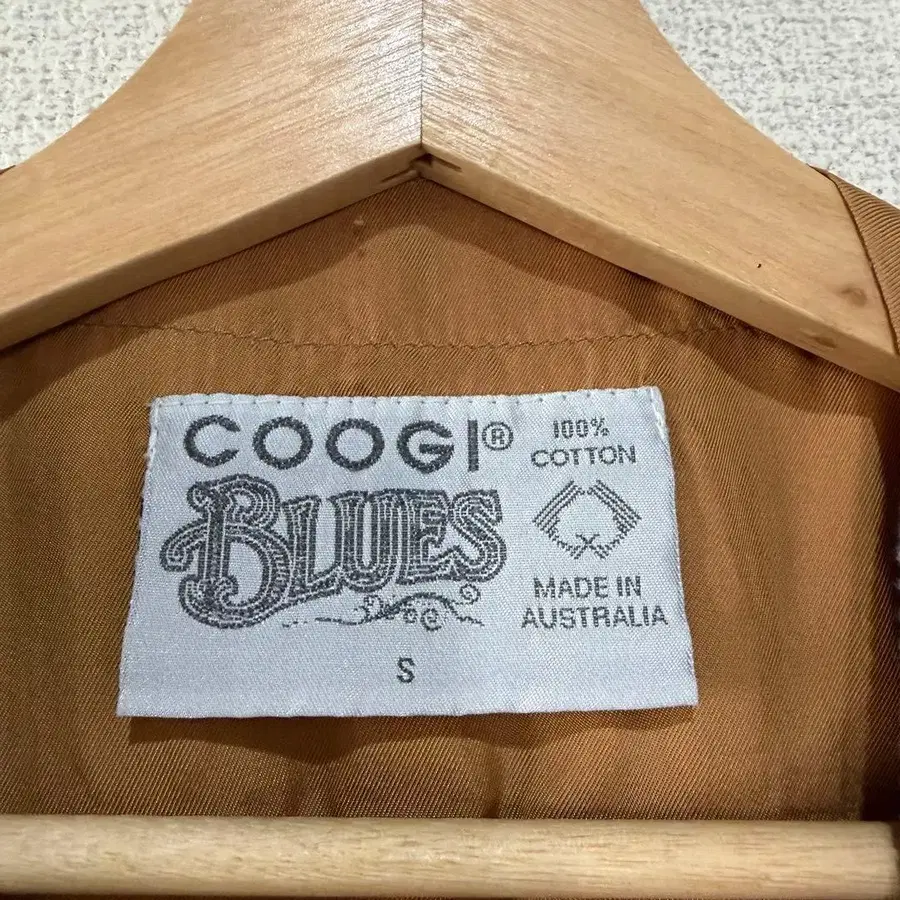 COOGI®
BLUES
S
100%
COTTON
MADE IN
AUSTRALIA